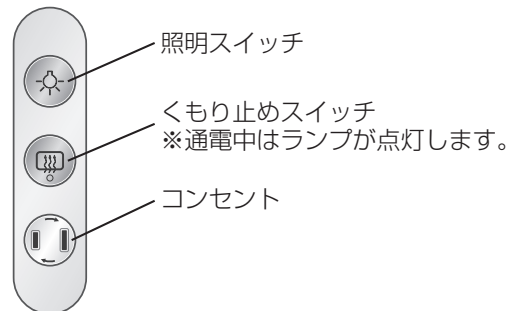 照明スイッチ
くもり止めスイッチ
※通電中はランプが点灯します。
コンセント